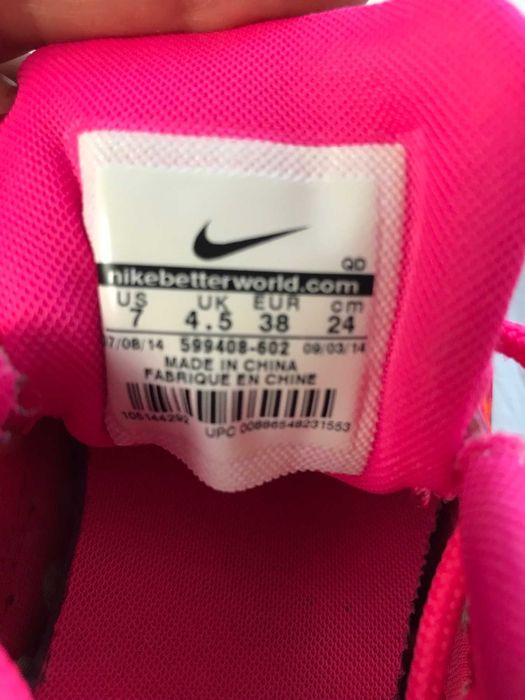 QD
nikebetterworld.com
US UK EUR cm
7 4.5 38 24
07/08/14 599408-602 09/03/14
MADE IN CHINA
FABRIQUE EN CHINE
105144292 UPC 00886548231553